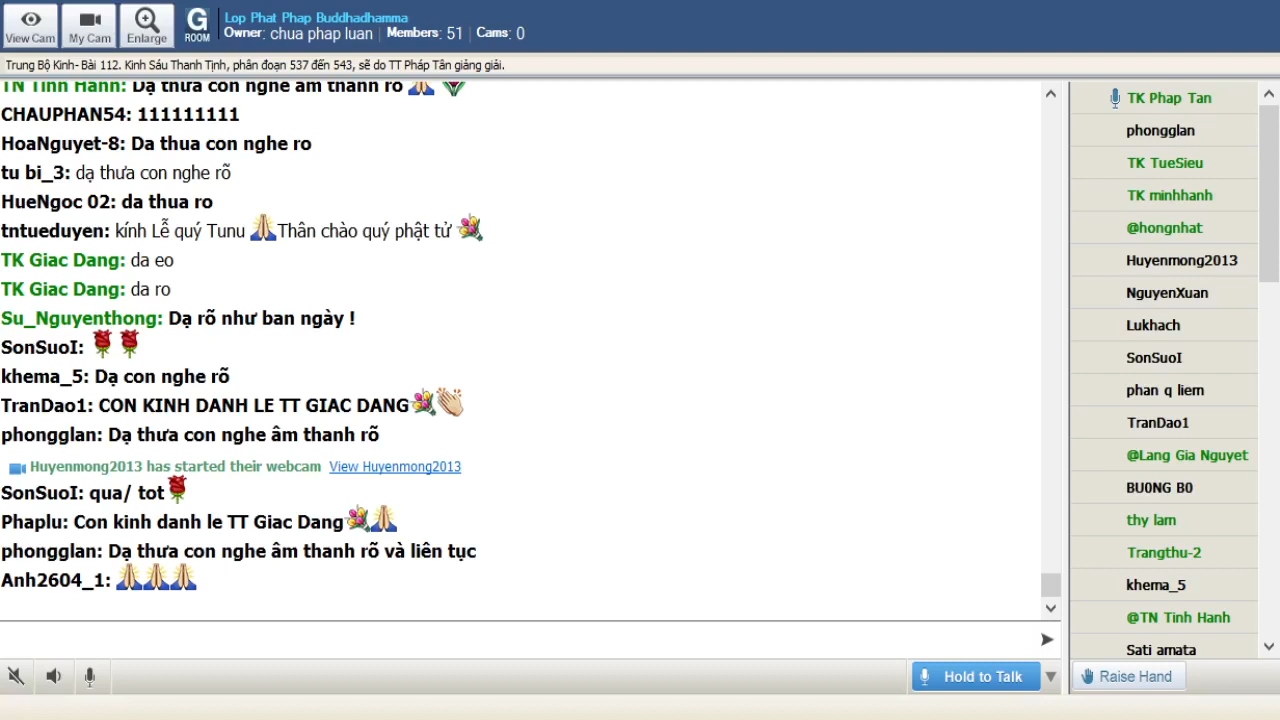 View Cam
My Cam
Enlarge
G
ROOM
Lop Phat Phap Buddhadhamma
Owner: chua phap luan | Members: 51 | Cams: 0
Trung Bộ Kinh- Bài 112. Kinh Sáu Thanh Tịnh, phân đoạn 537 đến 543, sẽ do TT Pháp Tân giảng giải.
TN Tinh Hanh: Dạ thưa con nghe âm thanh rõ
CHAUPHAN54: 111111111
HoaNguyet-8: Da thua con nghe ro
tu bi_3: dạ thưa con nghe rõ
HueNgoc 02: da thua ro
tntueduyen: kính Lễ quý Tunu Thân chào quý phật tử
TK Giac Dang: da eo
TK Giac Dang: da ro
Su_Nguyenthong: Dạ rõ như ban ngày !
SonSuoI:
khema_5: Dạ con nghe rõ
TranDao1: CON KINH DANH LE TT GIAC DANG
phongglan: Dạ thưa con nghe âm thanh rõ
Huyenmong2013 has started their webcam View Huyenmong2013
SonSuoI: qua/ tot
Phaplu: Con kinh danh le TT Giac Dang
phongglan: Dạ thưa con nghe âm thanh rõ và liên tục
Anh2604_1:
Hold to Talk
TK Phap Tan
phongglan
TK TueSieu
TK minhhanh
@hongnhat
Huyenmong2013
NguyenXuan
Lukhach
SonSuoI
phan q liem
TranDao1
@Lang Gia Nguyet
BU0NG B0
thy lam
Trangthu-2
khema_5
@TN Tinh Hanh
Sati amata
Raise Hand